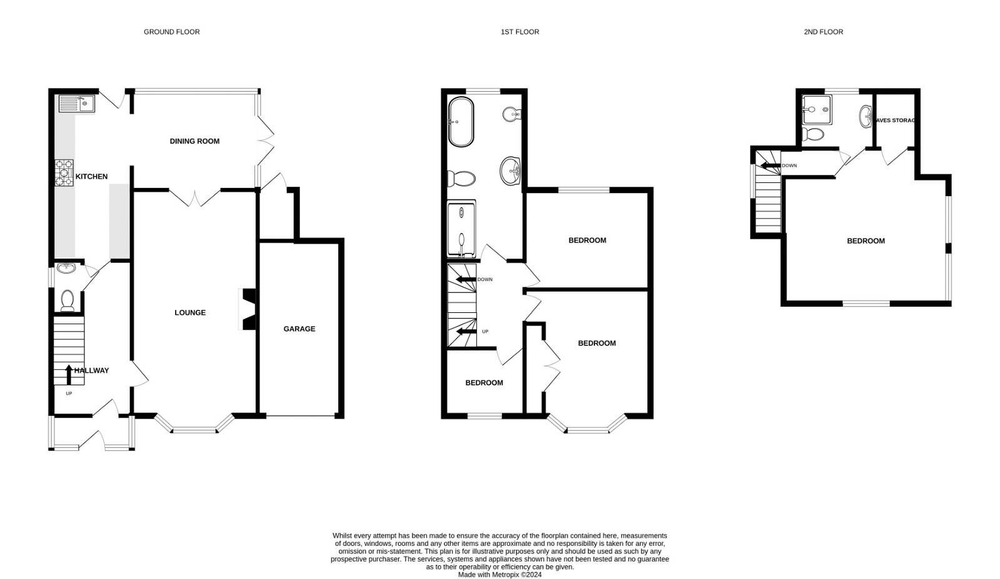 GROUND FLOOR
1ST FLOOR
2ND FLOOR
DINING ROOM
KITCHEN
LOUNGE
GARAGE
HALLWAY
UP
BEDROOM
DOWN
UP
BEDROOM
BEDROOM
AVES STORAG
DOWN
BEDROOM
Whilst every attempt has been made to ensure the accuracy of the floorplan contained here, measurements
of doors, windows, rooms and any other items are approximate and no responsibility is taken for any error,
omission or mis-statement. This plan is for illustrative purposes only and should be used as such by any
prospective purchaser. The services, systems and appliances shown have not been tested and no guarantee
as to their operability or efficiency can be given.
Made with Metropix ©2024